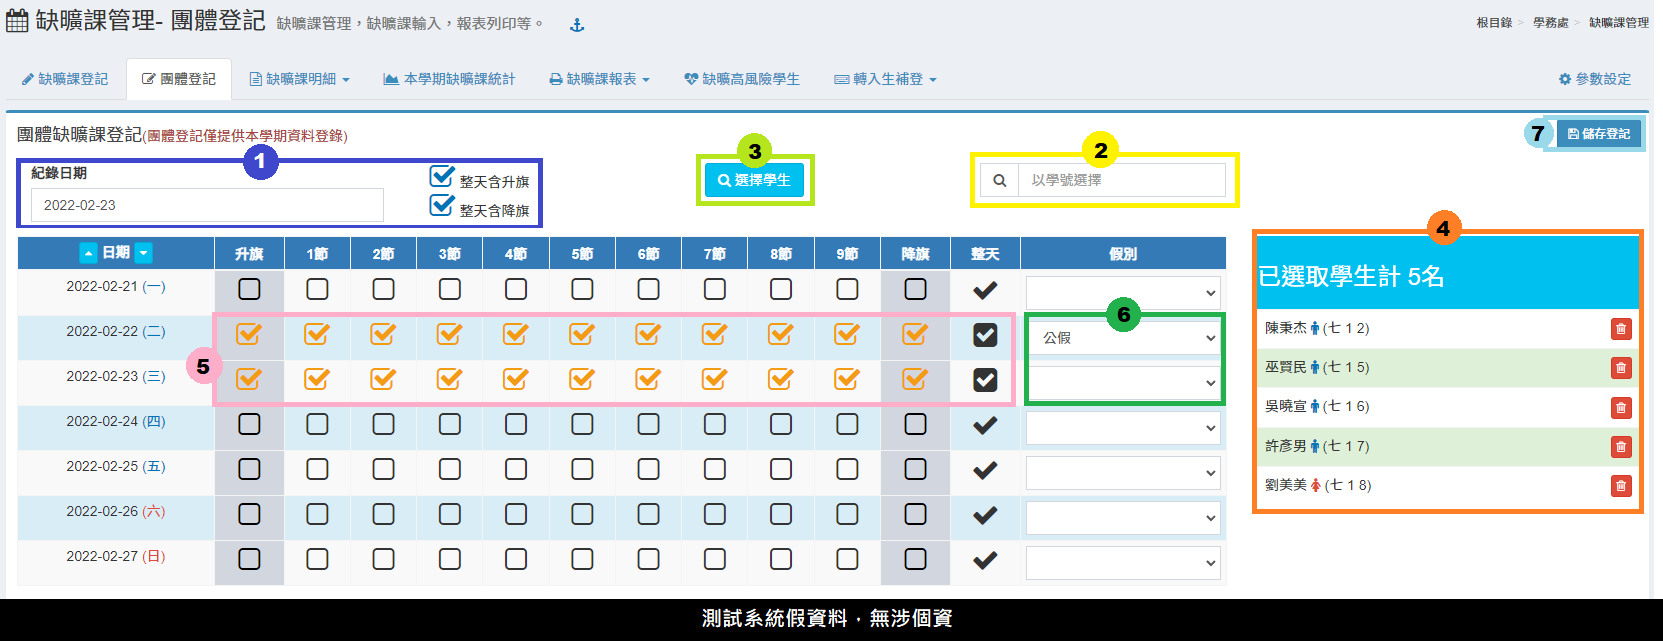 缺曠課管理- 團體登記 缺曠課管理，缺曠課輸入，報表列印等。
根目錄 > 學務處 > 缺曠課管理
缺曠課登記 團體登記 缺曠課明細 本學期缺曠課統計 缺曠課報表 缺曠高風險學生 轉入生補登 參數設定
團體缺曠課登記(團體登記僅提供本學期資料登錄)
7 儲存登記
1
紀錄日期
2022-02-23
整天含升旗
整天含降旗
3
選擇學生
2
以學號選擇
日期 升旗 1節 2節 3節 4節 5節 6節 7節 8節 9節 降旗 整天 假別
2022-02-21 (一)
2022-02-22 (二) 公假
2022-02-23 (三)
2022-02-24 (四)
2022-02-25 (五)
2022-02-26 (六)
2022-02-27 (日)
5
6
4
已選取學生計 5名
陳秉杰 (七 1 2)
巫賢民 (七 1 5)
吳曉宣 (七 1 6)
許彥男 (七 1 7)
劉美美 (七 1 8)
測試系統假資料，無涉個資